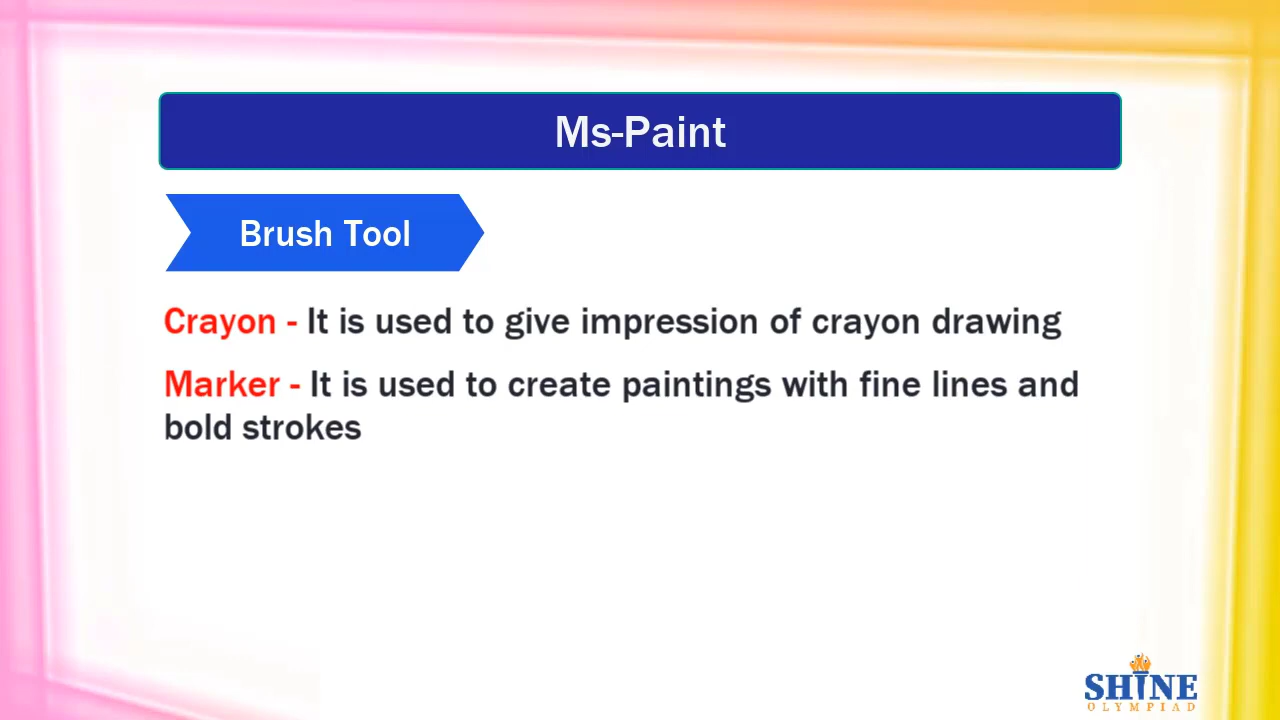 Ms-Paint
Brush Tool
Crayon - It is used to give impression of crayon drawing
Marker - It is used to create paintings with fine lines and
bold strokes
SHINE
OLYMPIAD